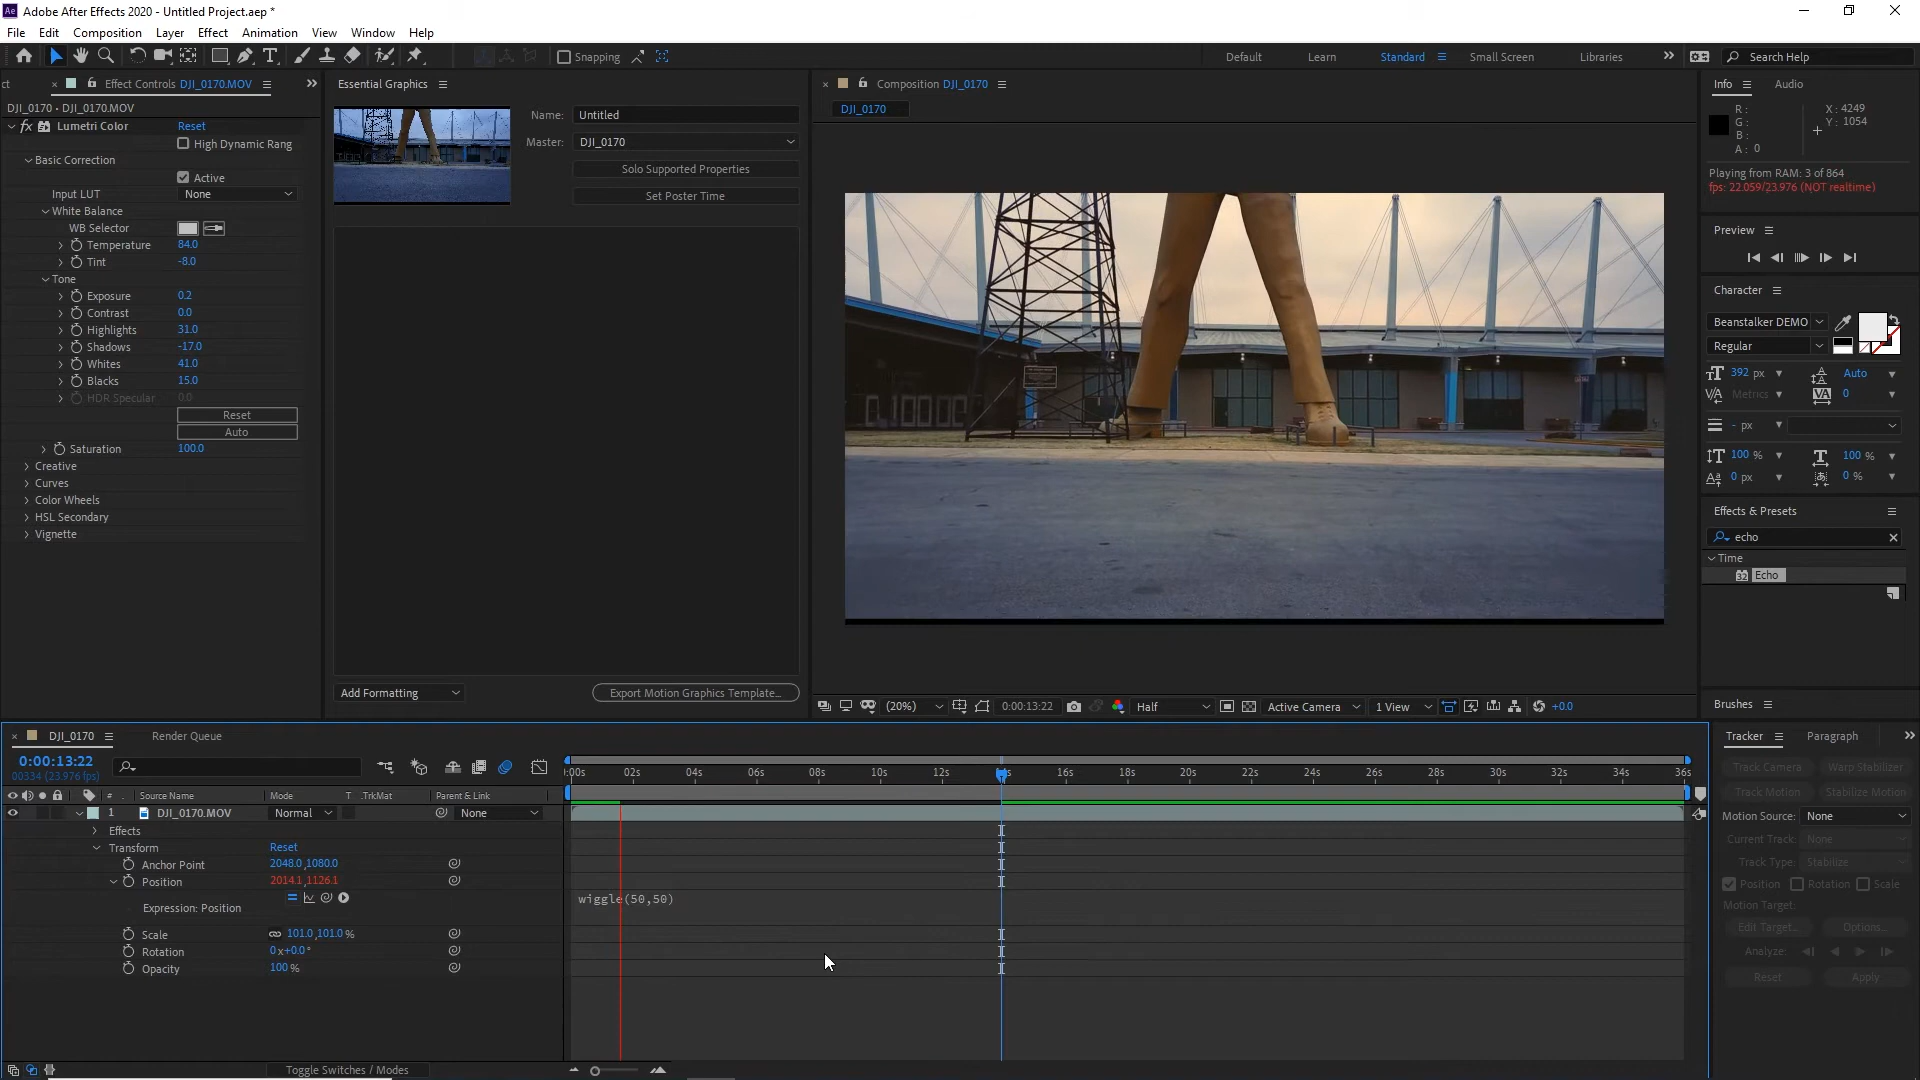 Adobe After Effects 2020 - Untitled Project.aep *
File Edit Composition Layer Effect Animation View Window Help
Snapping
Default Learn Standard Small Screen Libraries
Search Help
ct
Effect Controls DJI_0170.MOV
DJI_0170 • DJI_0170.MOV
fx Lumetri Color Reset
High Dynamic Rang
Basic Correction
Active
Input LUT None
White Balance
WB Selector
Temperature 84.0
Tint -8.0
Tone
Exposure 0.2
Contrast 0.0
Highlights 31.0
Shadows -17.0
Whites 41.0
Blacks 15.0
HDR Specular 0.0
Reset
Auto
Saturation 100.0
Creative
Curves
Color Wheels
HSL Secondary
Vignette
Essential Graphics
Name: Untitled
Master: DJI_0170
Solo Supported Properties
Set Poster Time
Add Formatting
Export Motion Graphics Template...
Composition DJI_0170
DJI_0170
(20%) 0:00:13:22 Half Active Camera 1 View +0.0
Info Audio
R :
G :
B :
A : 0
X : 4249
Y : 1054
Playing from RAM: 3 of 864
fps: 22.059/23.976 (NOT realtime)
Preview
Character
Beanstalker DEMO
Regular
392 px Auto
Metrics 0
- px
100 % 100 %
0 px 0 %
Effects & Presets
echo
Time
32 Echo
Brushes
DJI_0170 Render Queue
0:00:13:22
00334 (23.976 fps)
:00s 02s 04s 06s 08s 10s 12s 16s 18s 20s 22s 24s 26s 28s 30s 32s 34s 36s
# . Source Name Mode T .TrkMat Parent & Link
1 DJI_0170.MOV Normal None
Effects
Transform Reset
Anchor Point 2048.0,1080.0
Position 2014.1,1126.1
Expression: Position
wiggle(50,50)
Scale 101.0,101.0%
Rotation 0x+0.0°
Opacity 100%
Toggle Switches / Modes
Tracker Paragraph
Track Camera Warp Stabilizer
Track Motion Stabilize Motion
Motion Source: None
Current Track: None
Track Type: Stabilize
Position Rotation Scale
Motion Target:
Edit Target... Options...
Analyze:
Reset Apply